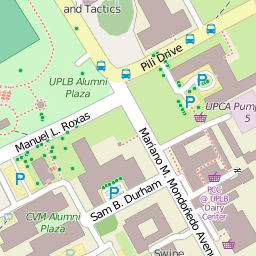 and Tactics
Pili Drive
UPLB Alumni
Plaza
P
UPCA Pump
5
Manuel L. Roxas
Mariano M. Mondoñedo Avenue
P
P
PCC
@ UPLB
Dairy
Center
Sam B. Durham
CVM Alumni
Plaza
P
Swine